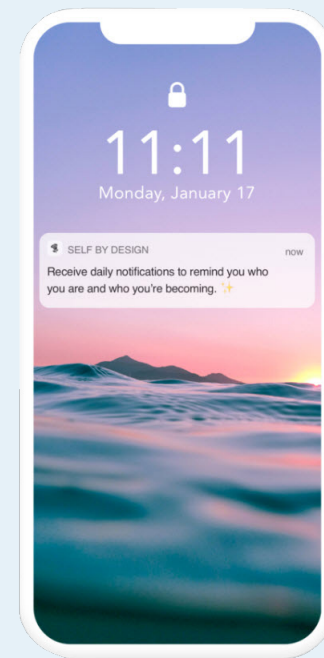 11:11
Monday, January 17
SELF BY DESIGN now
Receive daily notifications to remind you who
you are and who you’re becoming. ✨